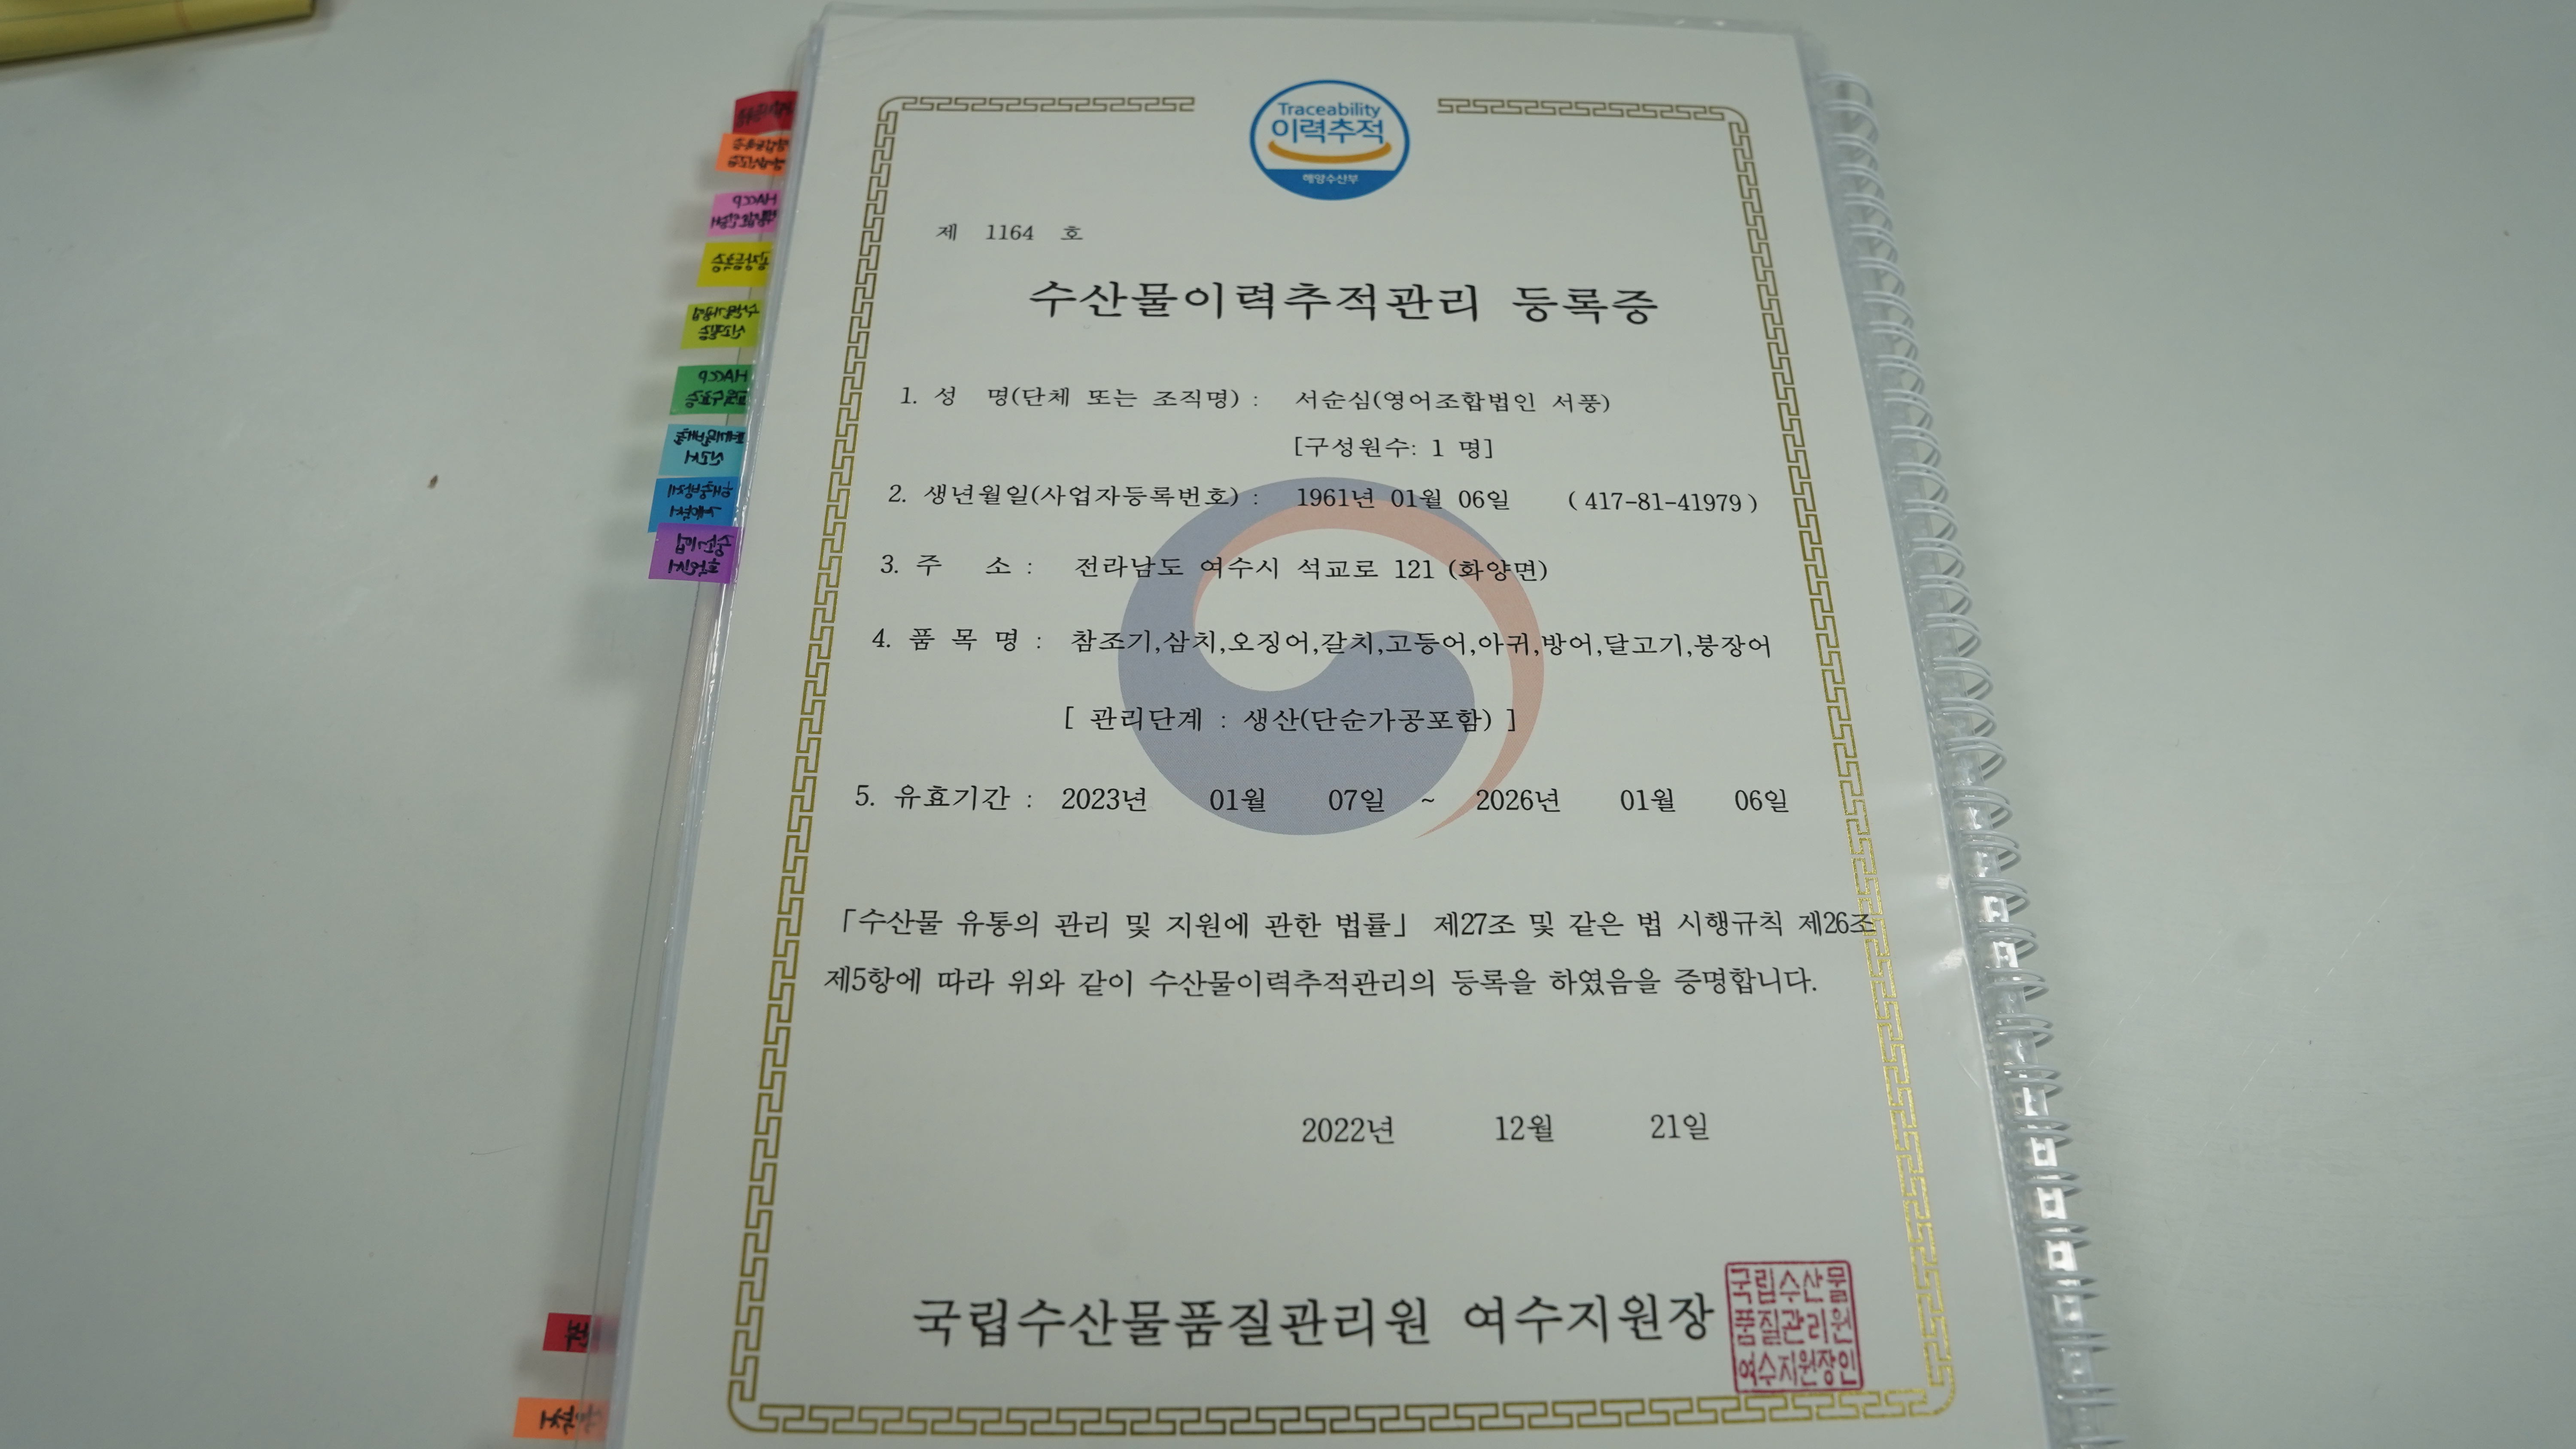 Traceability
이력추적
해양수산부
제 1164 호
수산물이력추적관리 등록증
1. 성 명(단체 또는 조직명) : 서순심(영어조합법인 서풍)
[구성원수: 1 명]
2. 생년월일(사업자등록번호) : 1961년 01월 06일 ( 417-81-41979 )
3. 주 소 : 전라남도 여수시 석교로 121 (화양면)
4. 품 목 명 : 참조기,삼치,오징어,갈치,고등어,아귀,방어,달고기,붕장어
[ 관리단계 : 생산(단순가공포함) ]
5. 유효기간 : 2023년 01월 07일 ~ 2026년 01월 06일
「수산물 유통의 관리 및 지원에 관한 법률」 제27조 및 같은 법 시행규칙 제26조
제5항에 따라 위와 같이 수산물이력추적관리의 등록을 하였음을 증명합니다.
2022년 12월 21일
국립수산물품질관리원 여수지원장
국립수산물
품질관리원
여수지원장인
HACCP
HACCP